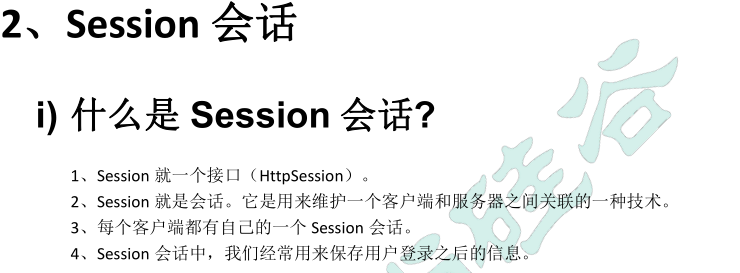 2、Session 会话
i) 什么是 Session 会话?
1、Session 就一个接口（HttpSession）。
2、Session 就是会话。它是用来维护一个客户端和服务器之间关联的一种技术。
3、每个客户端都有自己的一个 Session 会话。
4、Session 会话中，我们经常用来保存用户登录之后的信息。
硅谷